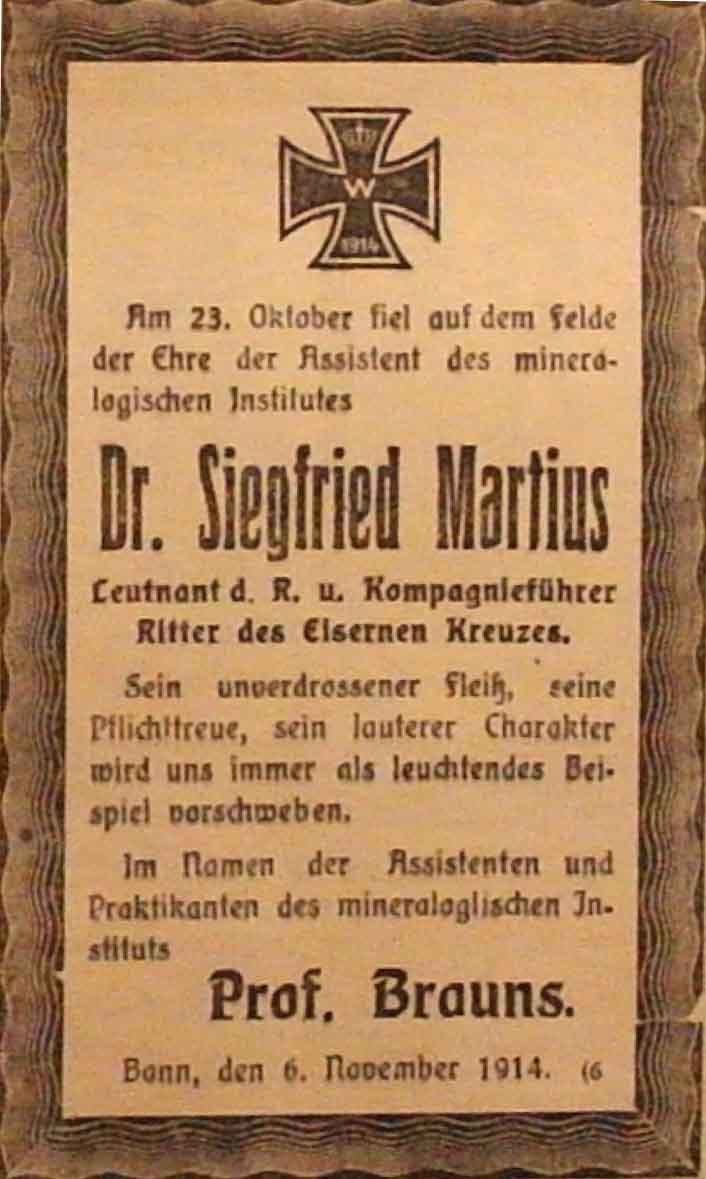 W
1914
Am 23. Oktober fiel auf dem Felde
der Ehre der Assistent des minera-
logischen Institutes
Dr. Siegfried Martius
Leutnant d. R. u. Kompagnieführer
Ritter des Eisernen Kreuzes.
Sein unverdrossener Fleiß, seine
Pflichttreue, sein lauterer Charakter
wird uns immer als leuchtendes Bei-
spiel vorschweben.
Im Namen der Assistenten und
Praktikanten des mineraloglischen In-
stituts
Prof. Brauns.
Bonn, den 6. November 1914. (6